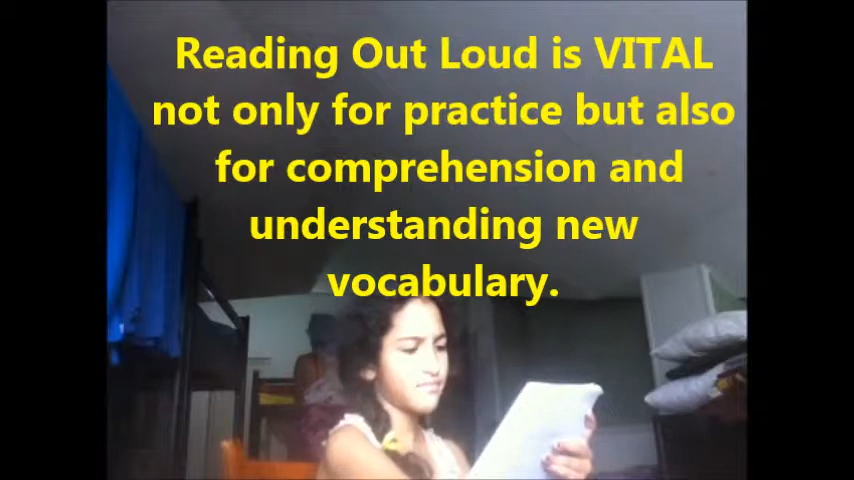 Reading Out Loud is VITAL
not only for practice but also
for comprehension and
understanding new
vocabulary.